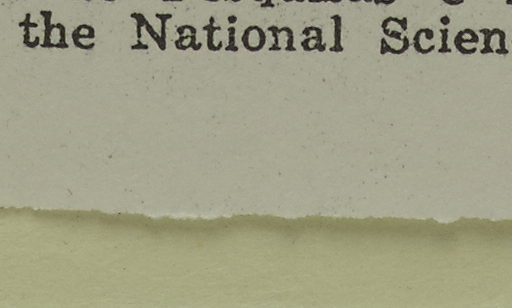 the National Scien